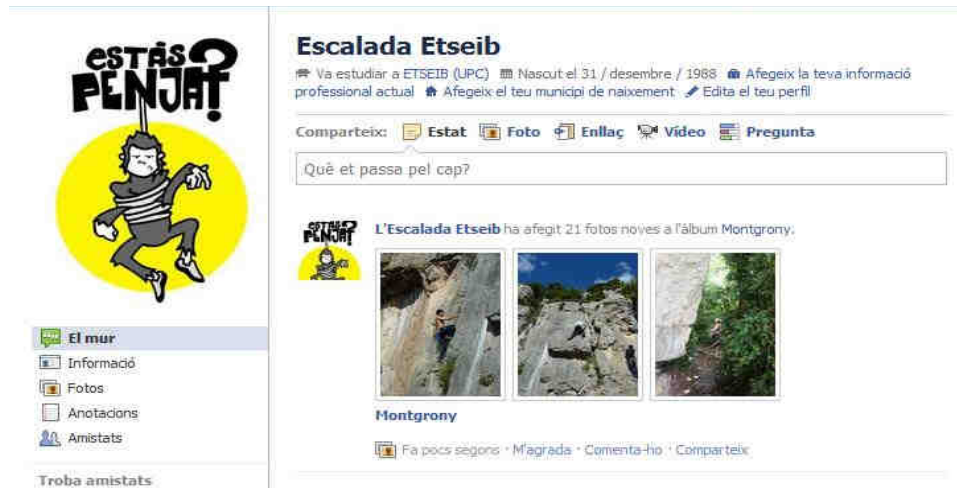 estás
PENJAT?
Escalada Etseib
Va estudiar a ETSEIB (UPC) Nascut el 31 / desembre / 1988 Afegeix la teva informació
professional actual Afegeix el teu municipi de naixement Edita el teu perfil
Comparteix: Estat Foto Enllaç Vídeo Pregunta
Què et passa pel cap?
estás
PENJAT?
L'Escalada Etseib ha afegit 21 fotos noves a l'àlbum Montgrony.
Montgrony
Fa pocs segons · M'agrada · Comenta-ho · Comparteix
El mur
Informació
Fotos
Anotacions
Amistats
Troba amistats